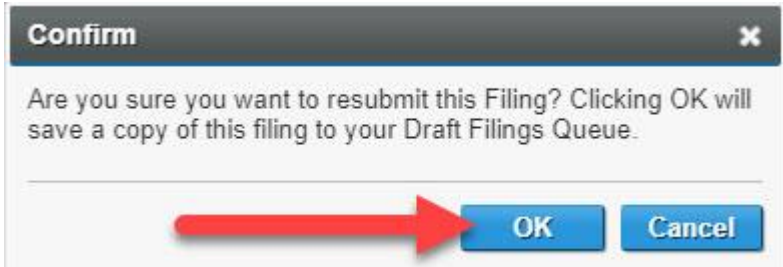 Confirm
Are you sure you want to resubmit this Filing? Clicking OK will
save a copy of this filing to your Draft Filings Queue.
OK Cancel